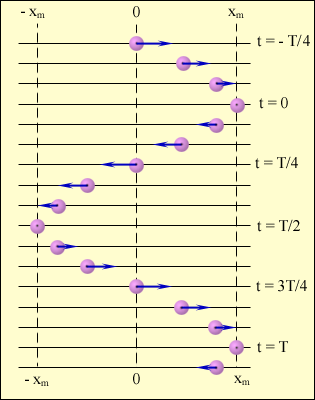 - xₘ 0 xₘ
t = - T/4
t = 0
t = T/4
t = T/2
t = 3T/4
t = T
- xₘ 0 xₘ